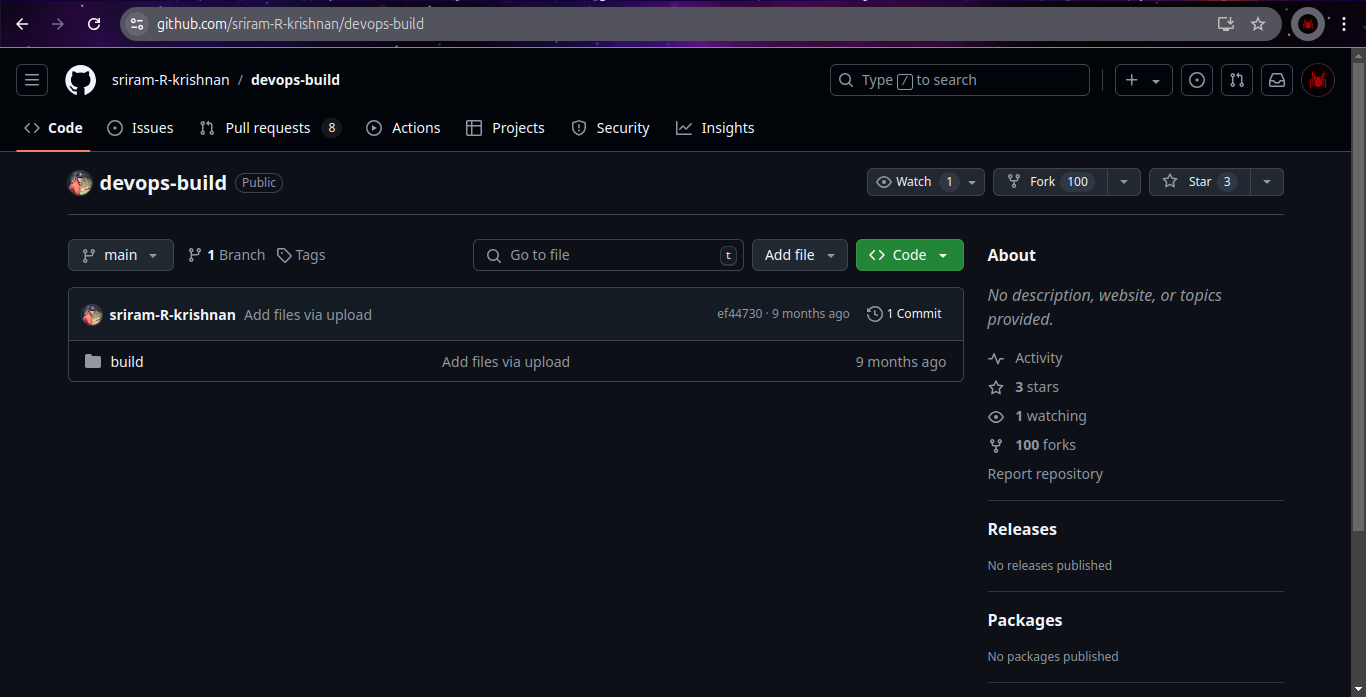 github.com/sriram-R-krishnan/devops-build
sriram-R-krishnan / devops-build
Type / to search
Code Issues Pull requests 8 Actions Projects Security Insights
devops-build Public
Watch 1 Fork 100 Star 3
main 1 Branch Tags Go to file t Add file Code
sriram-R-krishnan Add files via upload ef44730 · 9 months ago 1 Commit
build Add files via upload 9 months ago
About
No description, website, or topics
provided.
Activity
3 stars
1 watching
100 forks
Report repository
Releases
No releases published
Packages
No packages published